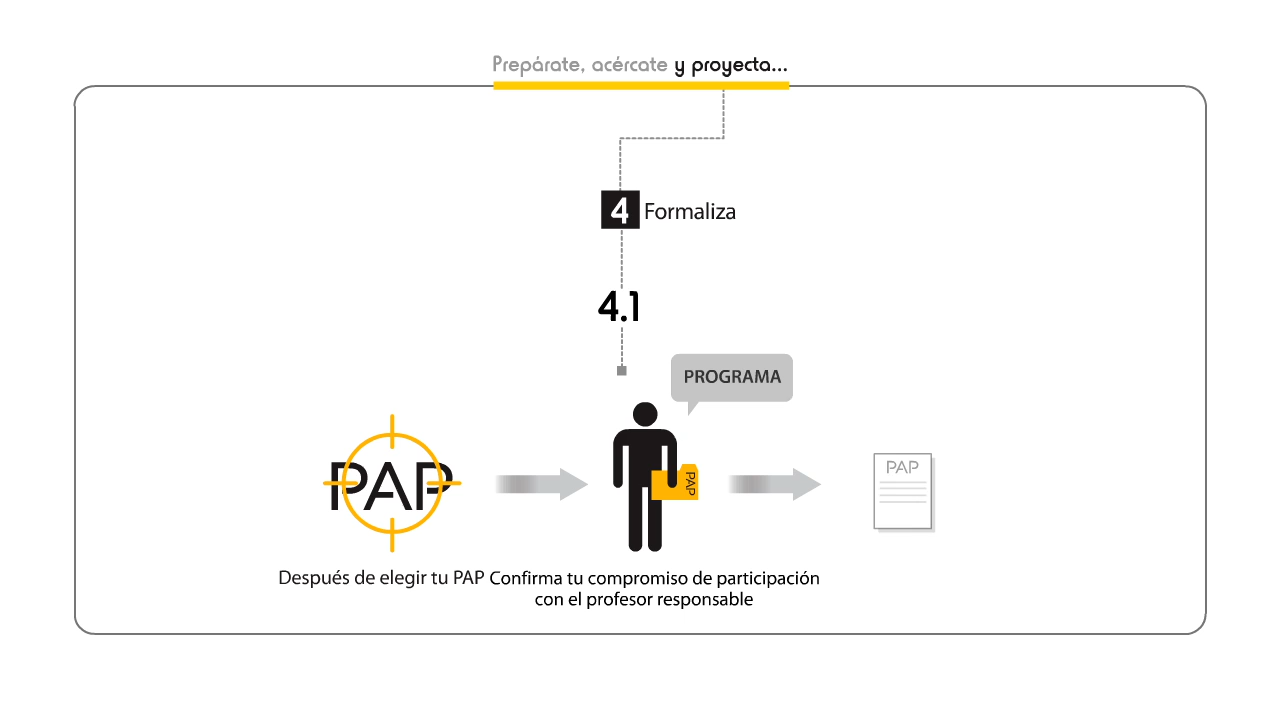 Prepárate, acércate y proyecta...
4 Formaliza
4.1
PROGRAMA
PAP
PAP
PAP
Después de elegir tu PAP
Confirma tu compromiso de participación
con el profesor responsable